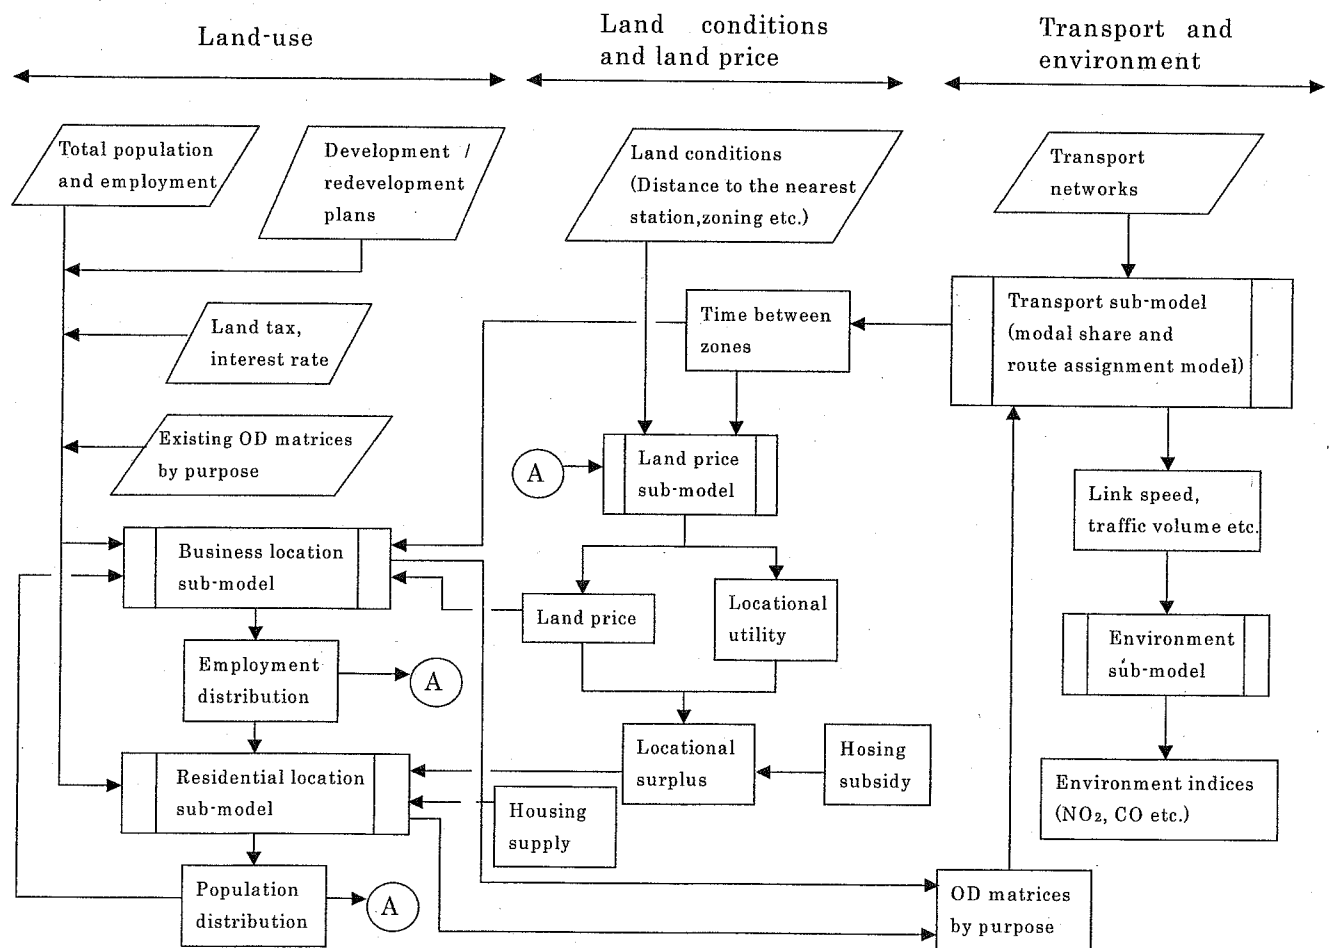 Land-use
Land conditions
and land price
Transport and
environment
Total population
and employment
Development /
redevelopment
plans
Land conditions
(Distance to the nearest
station,zoning etc.)
Transport
networks
Land tax,
interest rate
Time between
zones
Transport sub-model
(modal share and
route assignment model)
Existing OD matrices
by purpose
A
Land price
sub-model
Link speed,
traffic volume etc.
Business location
sub-model
Land price
Locational
utility
Environment
sub-model
Employment
distribution
A
Residential location
sub-model
Locational
surplus
Hosing
subsidy
Housing
supply
Environment indices
(NO2, CO etc.)
Population
distribution
A
OD matrices
by purpose